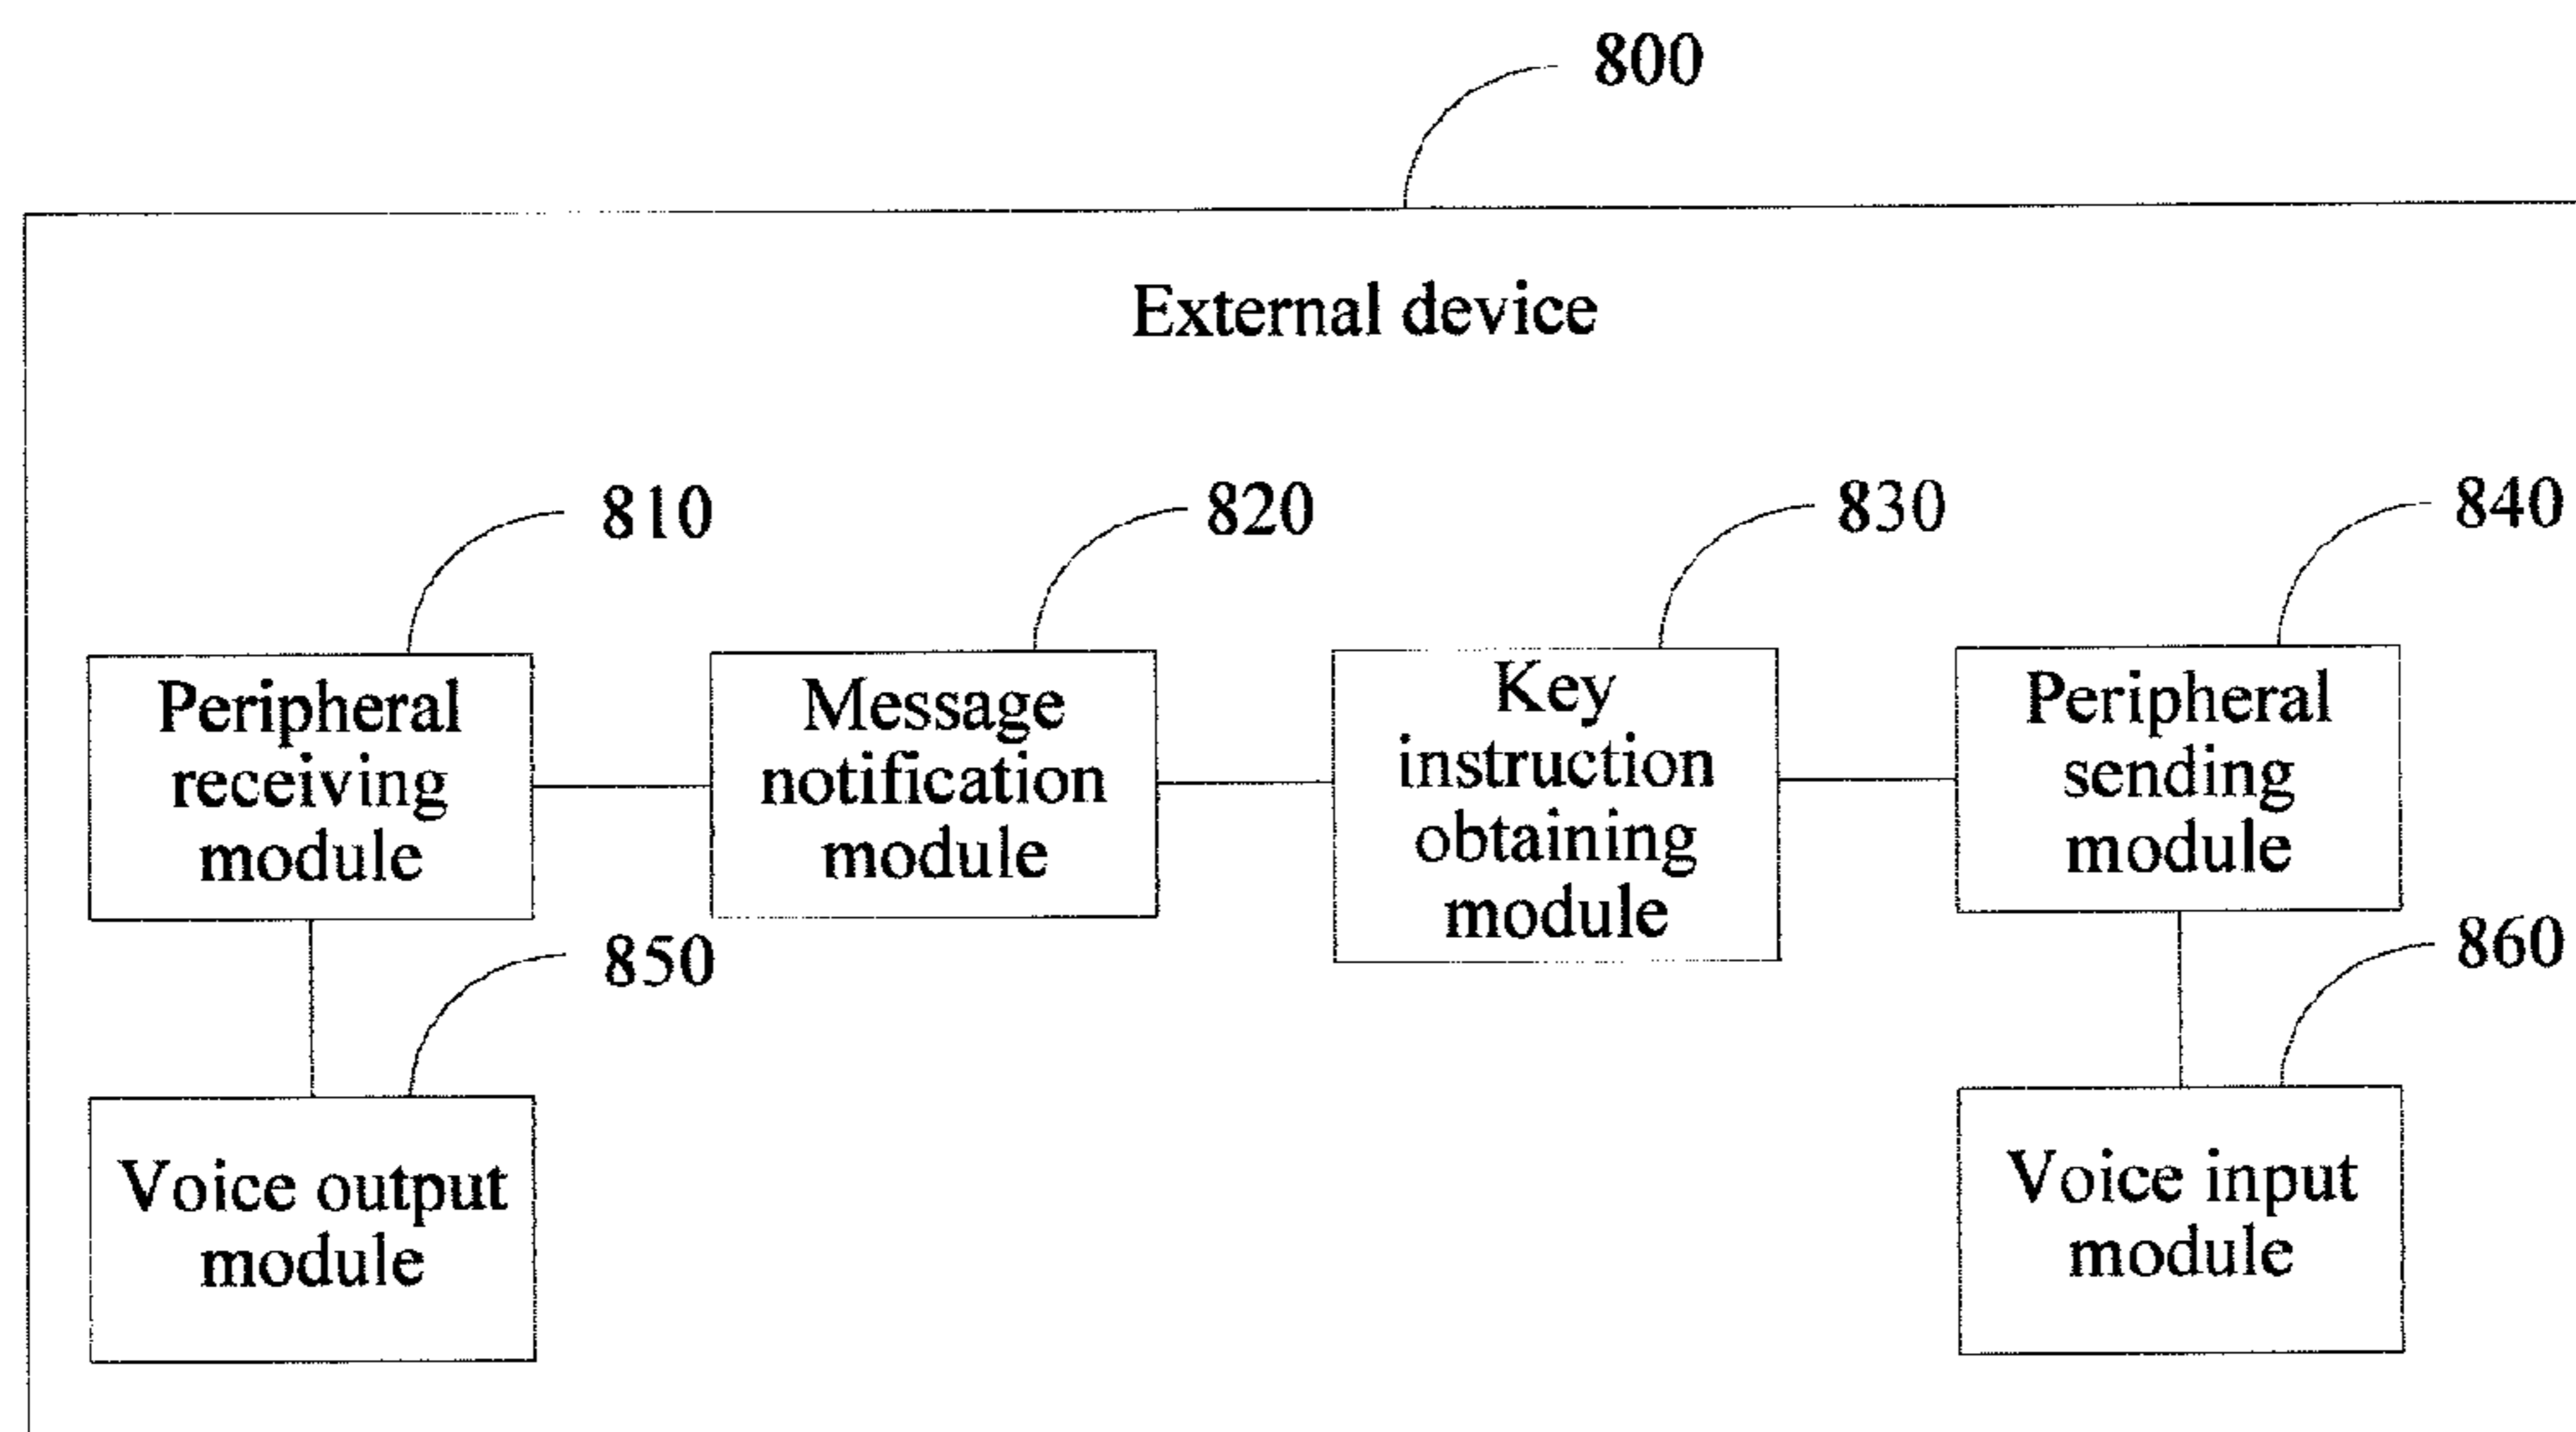 800
External device
810
820
830
840
Peripheral
receiving
module
Message
notification
module
Key
instruction
obtaining
module
Peripheral
sending
module
850
860
Voice output
module
Voice input
module